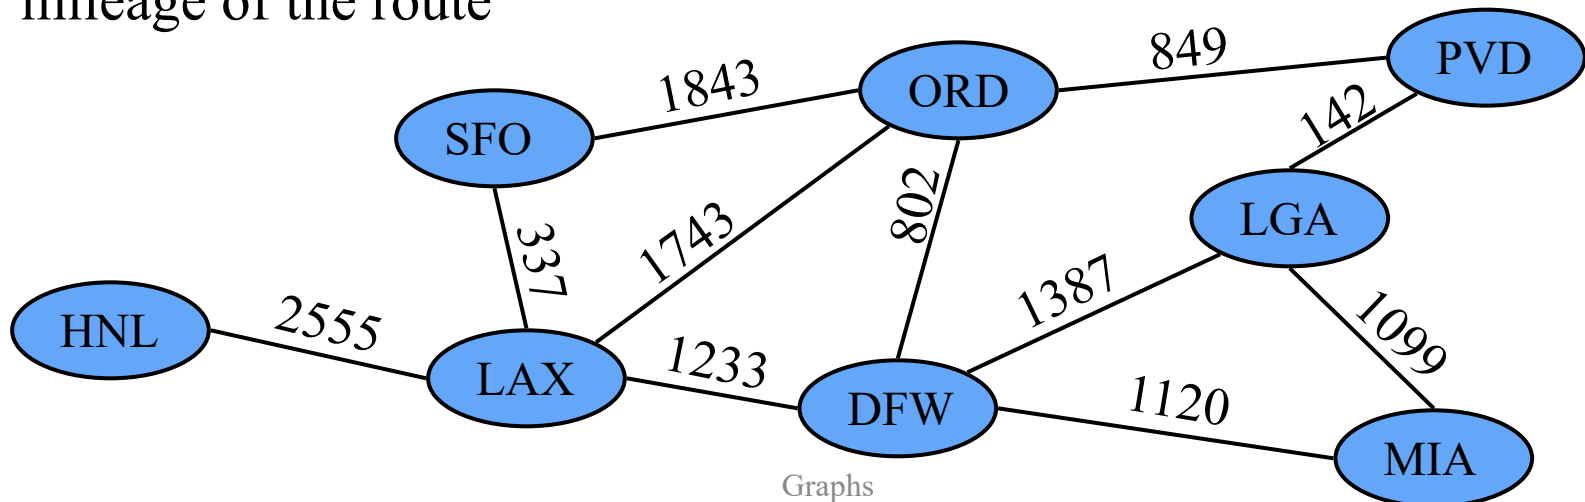 mileage of the route
849
PVD
1843
ORD
142
SFO
802
LGA
337
1743
1387
2555
HNL
1099
1233
LAX
1120
DFW
MIA
Graphs